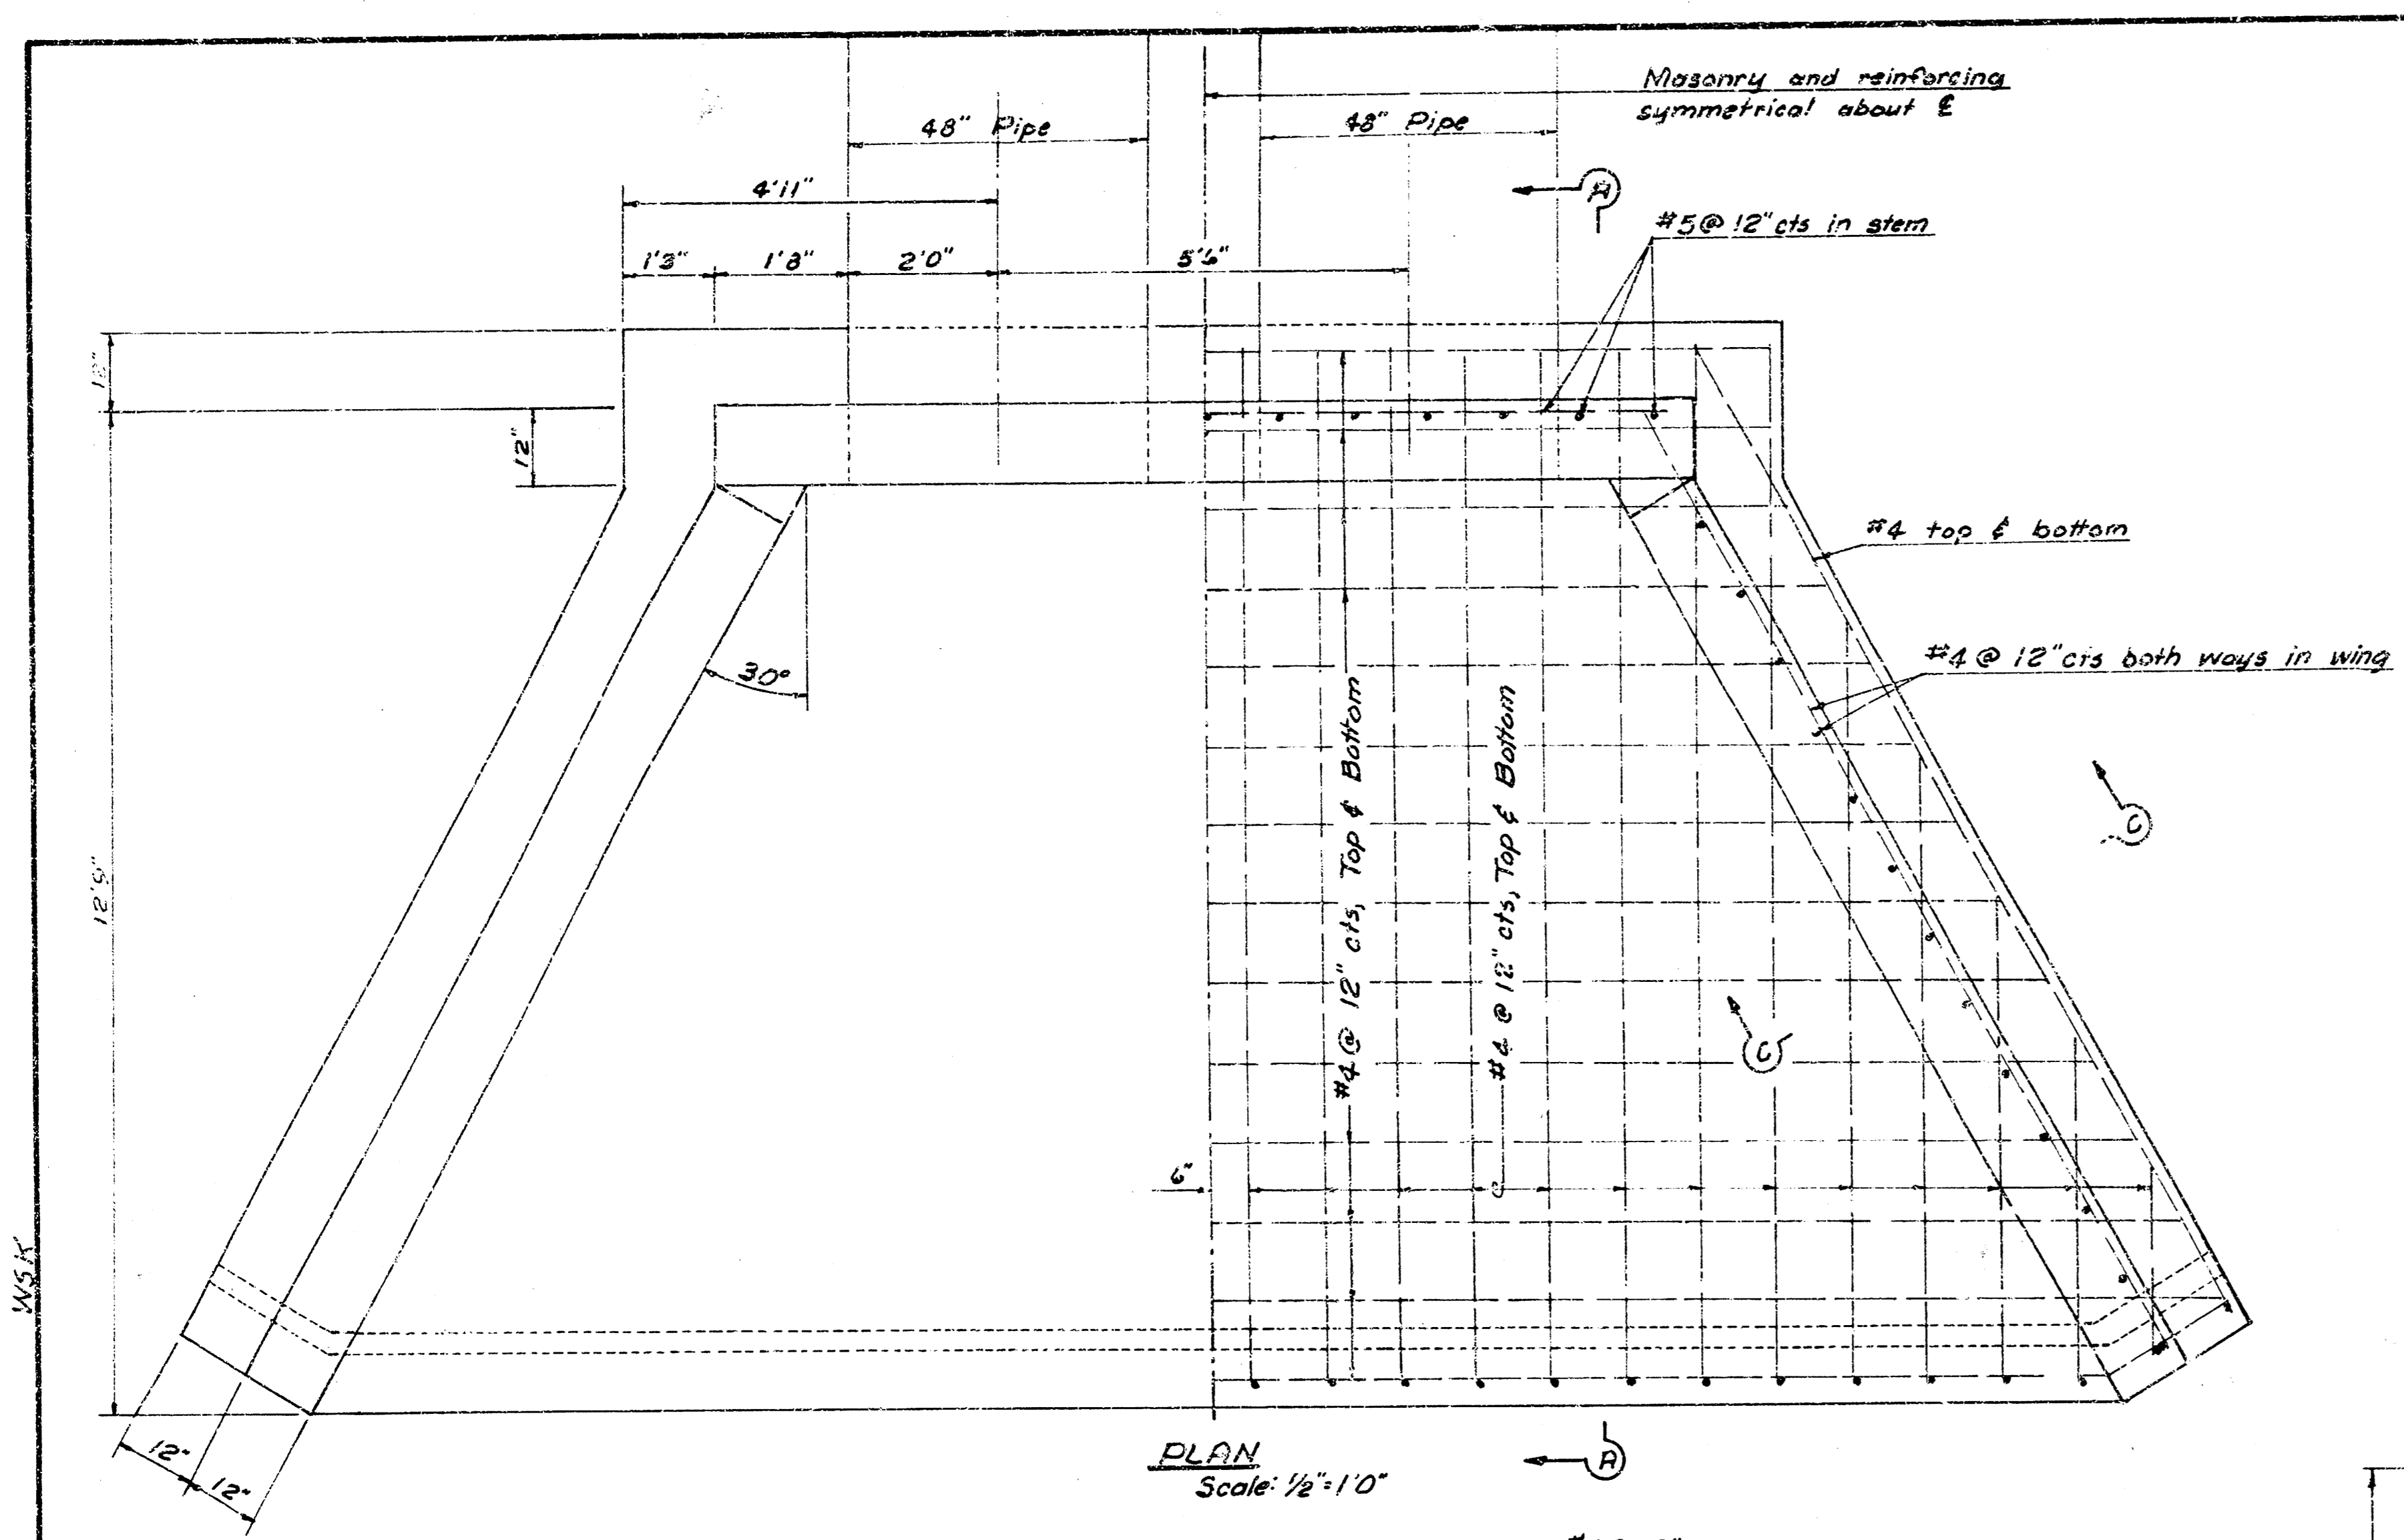 Masonry and reinforcing
symmetrical about ℄
48" Pipe
48" Pipe
4'11"
A
#5 @ 12" cts in stem
1'3"
1'8"
2'0"
5'6"
12"
12"
#4 top & bottom
30°
#4 @ 12" cts both ways in wing
#4 @ 12" cts, Top & Bottom
#4 @ 12" cts, Top & Bottom
C
12'9"
C
6"
WSK
12"
12"
PLAN
Scale: 1/2"=1'0"
A